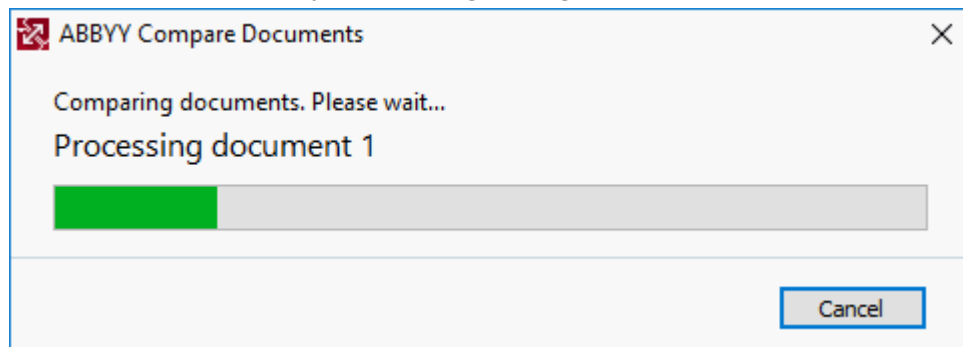 ABBYY Compare Documents
Comparing documents. Please wait...
Processing document 1
Cancel